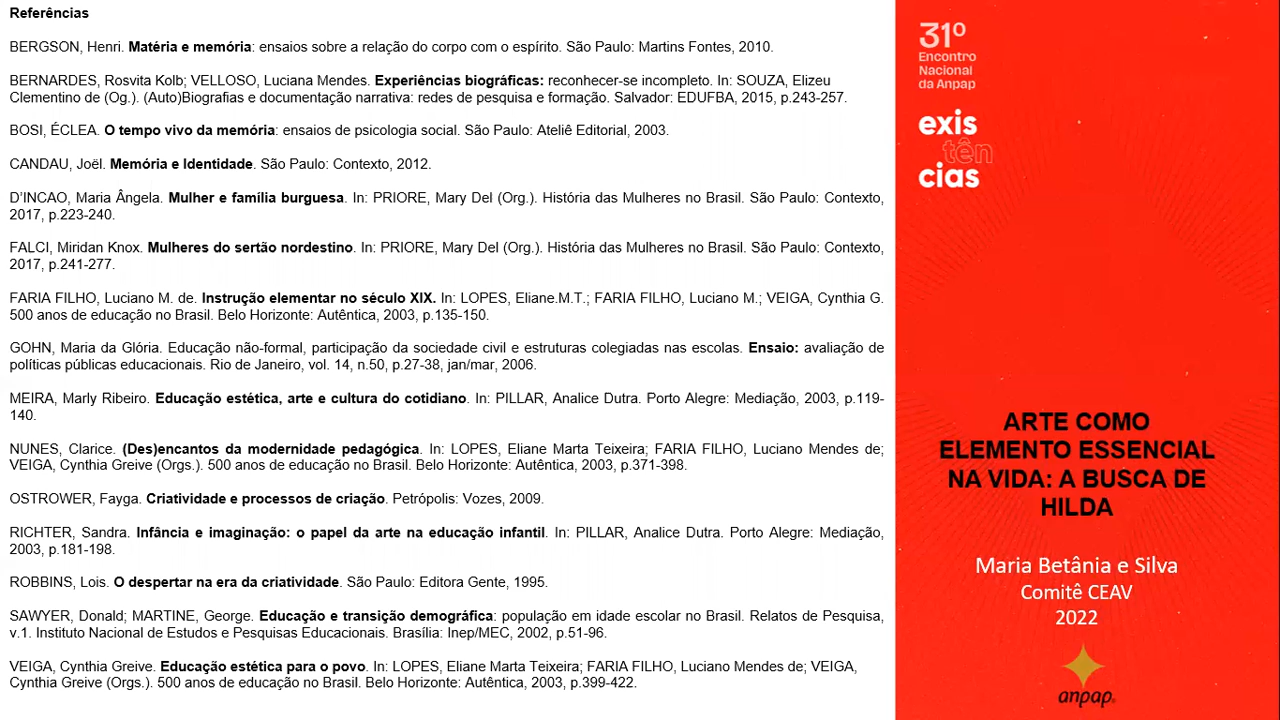 Referências
BERGSON, Henri. Matéria e memória: ensaios sobre a relação do corpo com o espírito. São Paulo: Martins Fontes, 2010.
BERNARDES, Rosvita Kolb; VELLOSO, Luciana Mendes. Experiências biográficas: reconhecer-se incompleto. In: SOUZA, Elizeu
Clementino de (Og.). (Auto)Biografias e documentação narrativa: redes de pesquisa e formação. Salvador: EDUFBA, 2015, p.243-257.
BOSI, ÉCLEA. O tempo vivo da memória: ensaios de psicologia social. São Paulo: Ateliê Editorial, 2003.
CANDAU, Joël. Memória e Identidade. São Paulo: Contexto, 2012.
D'INCAO, Maria Ângela. Mulher e família burguesa. In: PRIORE, Mary Del (Org.). História das Mulheres no Brasil. São Paulo: Contexto,
2017, p.223-240.
FALCI, Miridan Knox. Mulheres do sertão nordestino. In: PRIORE, Mary Del (Org.). História das Mulheres no Brasil. São Paulo: Contexto,
2017, p.241-277.
FARIA FILHO, Luciano M. de. Instrução elementar no século XIX. In: LOPES, Eliane.M.T.; FARIA FILHO, Luciano M.; VEIGA, Cynthia G.
500 anos de educação no Brasil. Belo Horizonte: Autêntica, 2003, p.135-150.
GOHN, Maria da Glória. Educação não-formal, participação da sociedade civil e estruturas colegiadas nas escolas. Ensaio: avaliação de
políticas públicas educacionais. Rio de Janeiro, vol. 14, n.50, p.27-38, jan/mar, 2006.
MEIRA, Marly Ribeiro. Educação estética, arte e cultura do cotidiano. In: PILLAR, Analice Dutra. Porto Alegre: Mediação, 2003, p.119-
140.
NUNES, Clarice. (Des)encantos da modernidade pedagógica. In: LOPES, Eliane Marta Teixeira; FARIA FILHO, Luciano Mendes de;
VEIGA, Cynthia Greive (Orgs.). 500 anos de educação no Brasil. Belo Horizonte: Autêntica, 2003, p.371-398.
OSTROWER, Fayga. Criatividade e processos de criação. Petrópolis: Vozes, 2009.
RICHTER, Sandra. Infância e imaginação: o papel da arte na educação infantil. In: PILLAR, Analice Dutra. Porto Alegre: Mediação,
2003, p.181-198.
ROBBINS, Lois. O despertar na era da criatividade. São Paulo: Editora Gente, 1995.
SAWYER, Donald; MARTINE, George. Educação e transição demográfica: população em idade escolar no Brasil. Relatos de Pesquisa,
v.1. Instituto Nacional de Estudos e Pesquisas Educacionais. Brasília: Inep/MEC, 2002, p.51-96.
VEIGA, Cynthia Greive. Educação estética para o povo. In: LOPES, Eliane Marta Teixeira; FARIA FILHO, Luciano Mendes de; VEIGA,
Cynthia Greive (Orgs.). 500 anos de educação no Brasil. Belo Horizonte: Autêntica, 2003, p.399-422.
31º
Encontro
Nacional
da Anpap
exis
tên
cias
ARTE COMO
ELEMENTO ESSENCIAL
NA VIDA: A BUSCA DE
HILDA
Maria Betânia e Silva
Comitê CEAV
2022
anpap